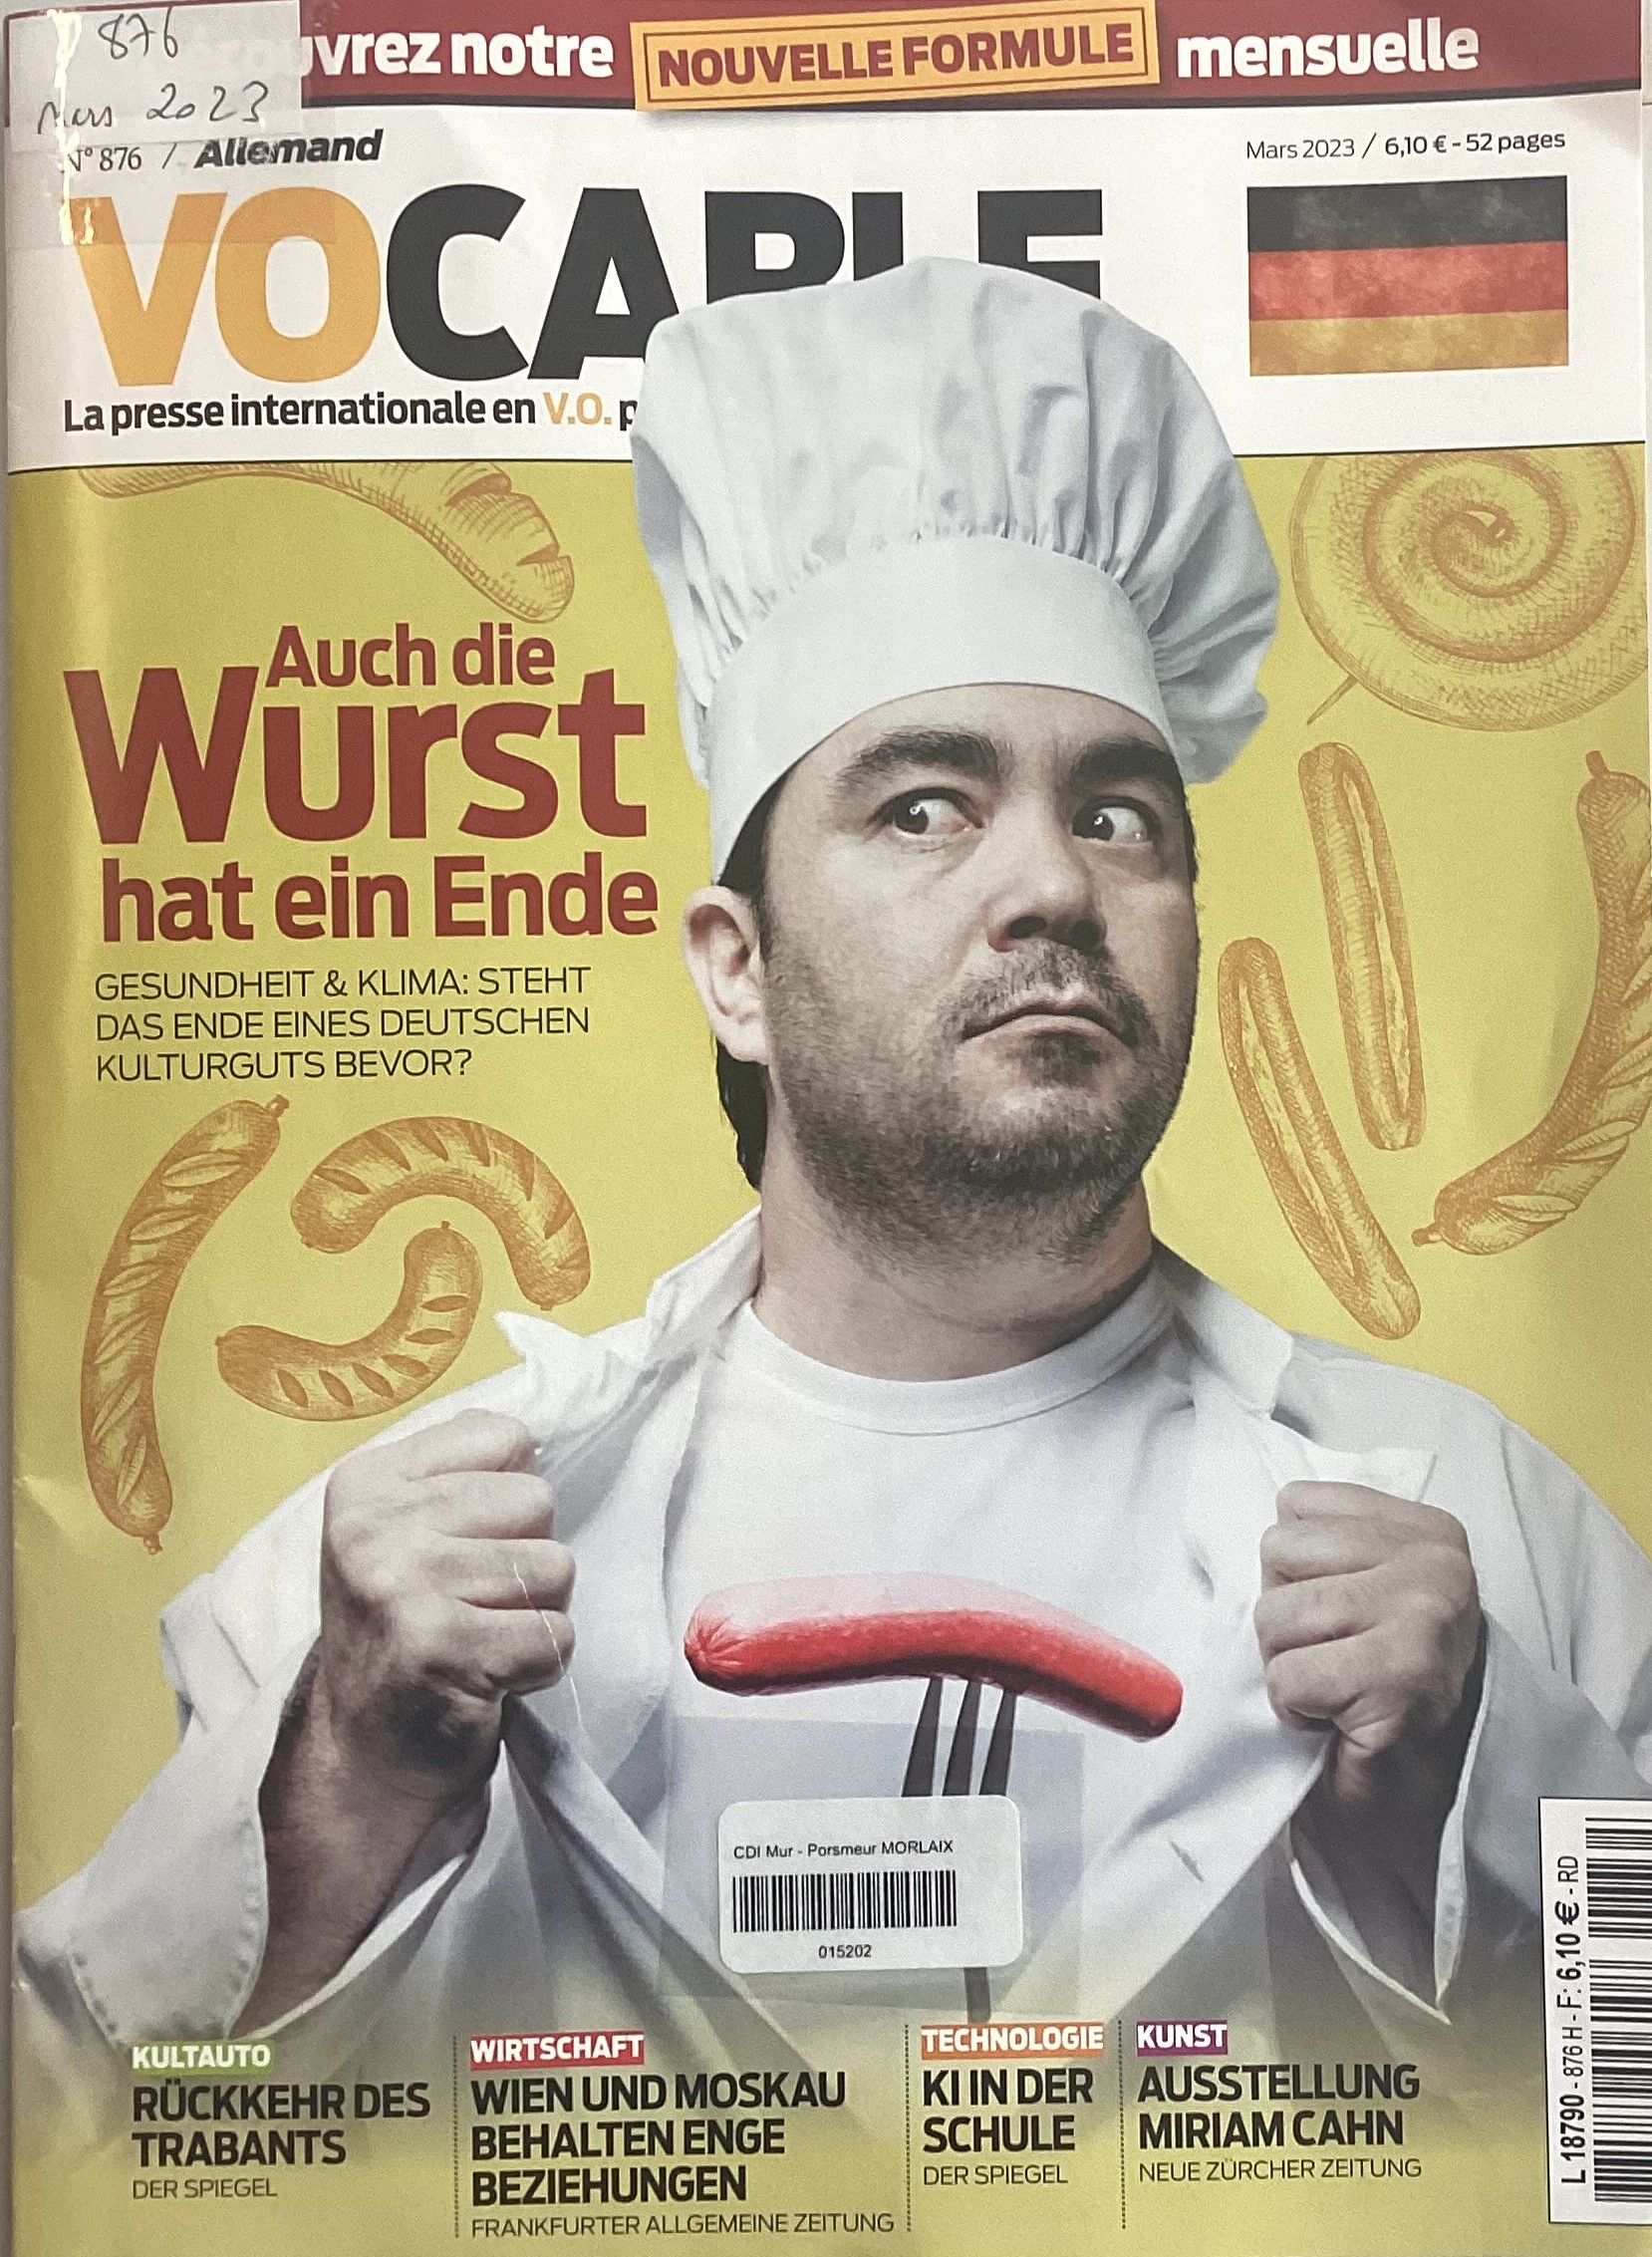 876
Mars 2023
vrez notre NOUVELLE FORMULE mensuelle
N° 876 / Allemand
Mars 2023 / 6,10 € - 52 pages
VOCABLE
La presse internationale en V.O.
Auch die
Wurst
hat ein Ende
GESUNDHEIT & KLIMA: STEHT
DAS ENDE EINES DEUTSCHEN
KULTURGUTS BEVOR?
CDI Mur - Porsmeur MORLAIX
015202
KULTAUTO
RÜCKKEHR DES
TRABANTS
DER SPIEGEL
WIRTSCHAFT
WIEN UND MOSKAU
BEHALTEN ENGE
BEZIEHUNGEN
FRANKFURTER ALLGEMEINE ZEITUNG
TECHNOLOGIE
KI IN DER
SCHULE
DER SPIEGEL
KUNST
AUSSTELLUNG
MIRIAM CAHN
NEUE ZÜRCHER ZEITUNG
L 18790 - 876 H - F: 6,10 € - RD